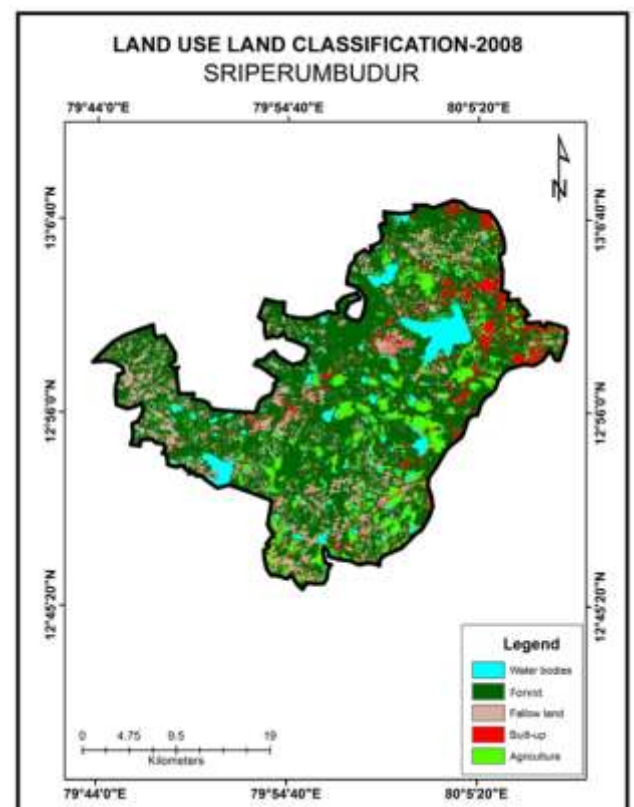 LAND USE LAND CLASSIFICATION-2008
SRIPERUMBUDUR
79°44'0"E 79°54'40"E 80°5'20"E
N
13°6'40"N 13°6'40"N
12°56'0"N 12°56'0"N
12°45'20"N 12°45'20"N
Legend
Water bodies
Forest
Fallow land
Built-up
Agriculture
0 4.75 9.5 19
Kilometers
79°44'0"E 79°54'40"E 80°5'20"E